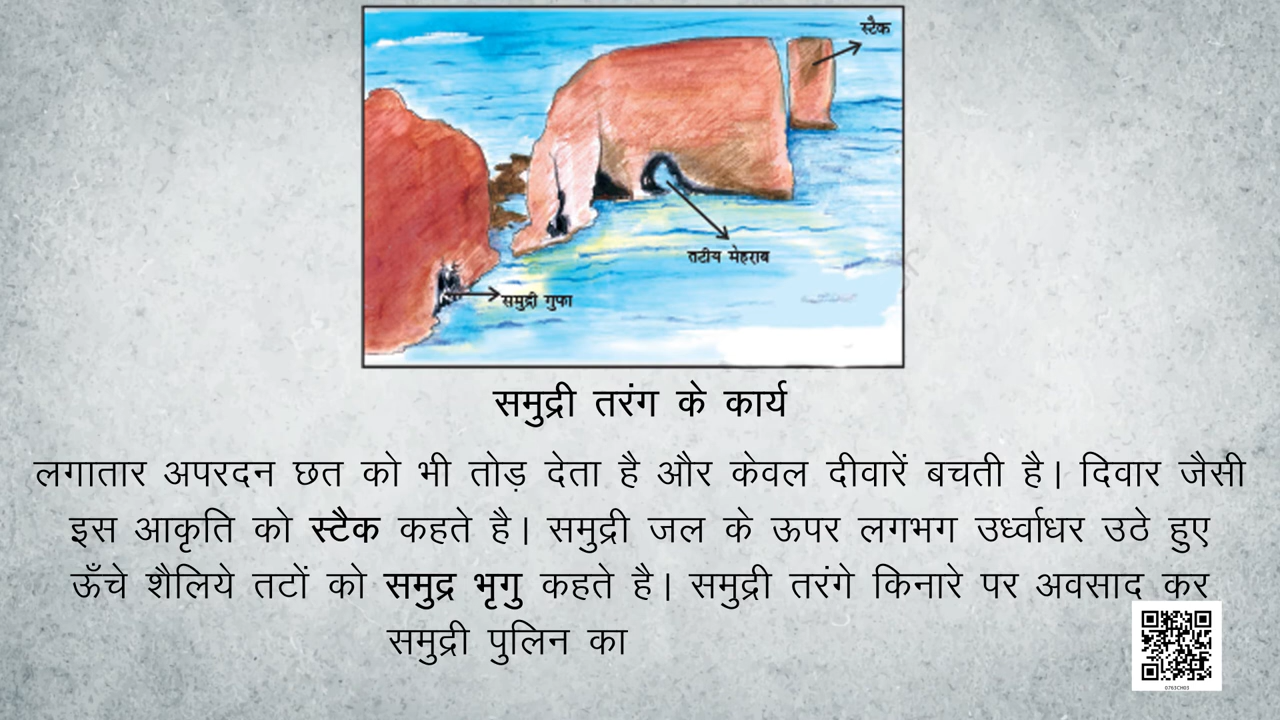 स्टैक
तटीय मेहराब
समुद्री गुफा
समुद्री तरंग के कार्य
लगातार अपरदन छत को भी तोड़ देता है और केवल दीवारें बचती है| दिवार जैसी
इस आकृति को स्टैक कहते है| समुद्री जल के ऊपर लगभग उर्ध्वाधर उठे हुए
ऊँचे शैलिये तटों को समुद्र भृगु कहते है| समुद्री तरंगे किनारे पर अवसाद कर
समुद्री पुलिन का
0763CH03